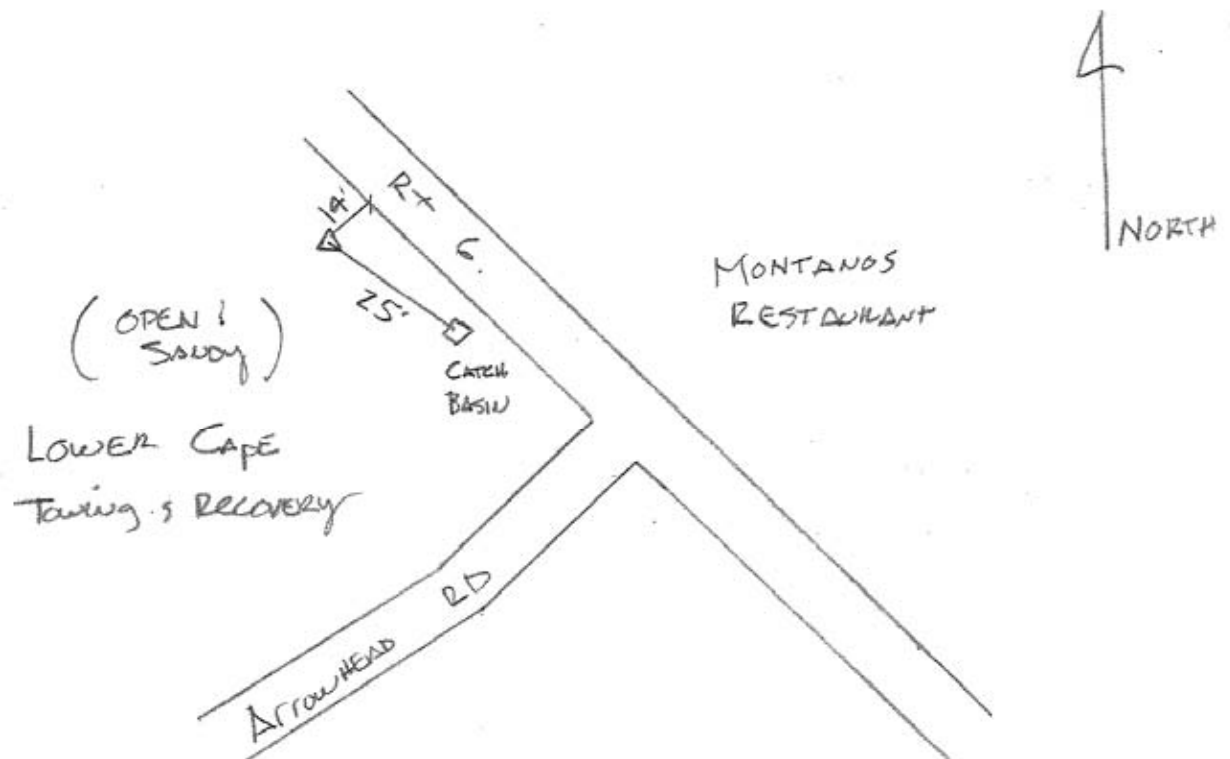 NORTH
14'
Rt 6.
25'
MONTANOS
RESTAURANT
(OPEN &
SANDY)
CATCH
BASIN
LOWER CAPE
Towing & RECOVERY
ARROWHEAD RD